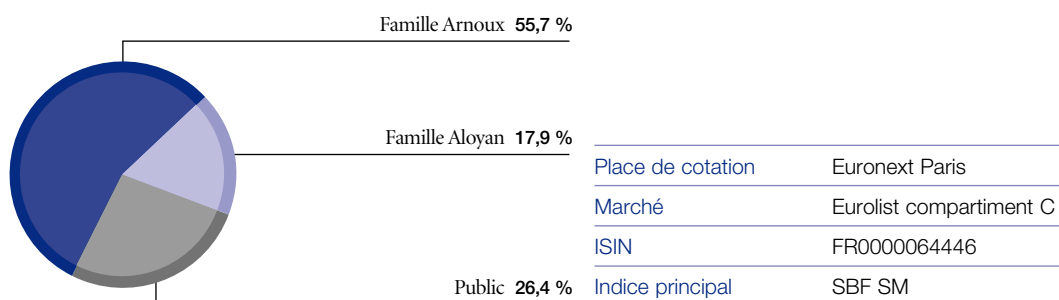 Famille Arnoux 55,7 %
Famille Aloyan 17,9 %
Public 26,4 %
Place de cotation Euronext Paris
Marché Eurolist compartiment C
ISIN FR0000064446
Indice principal SBF SM